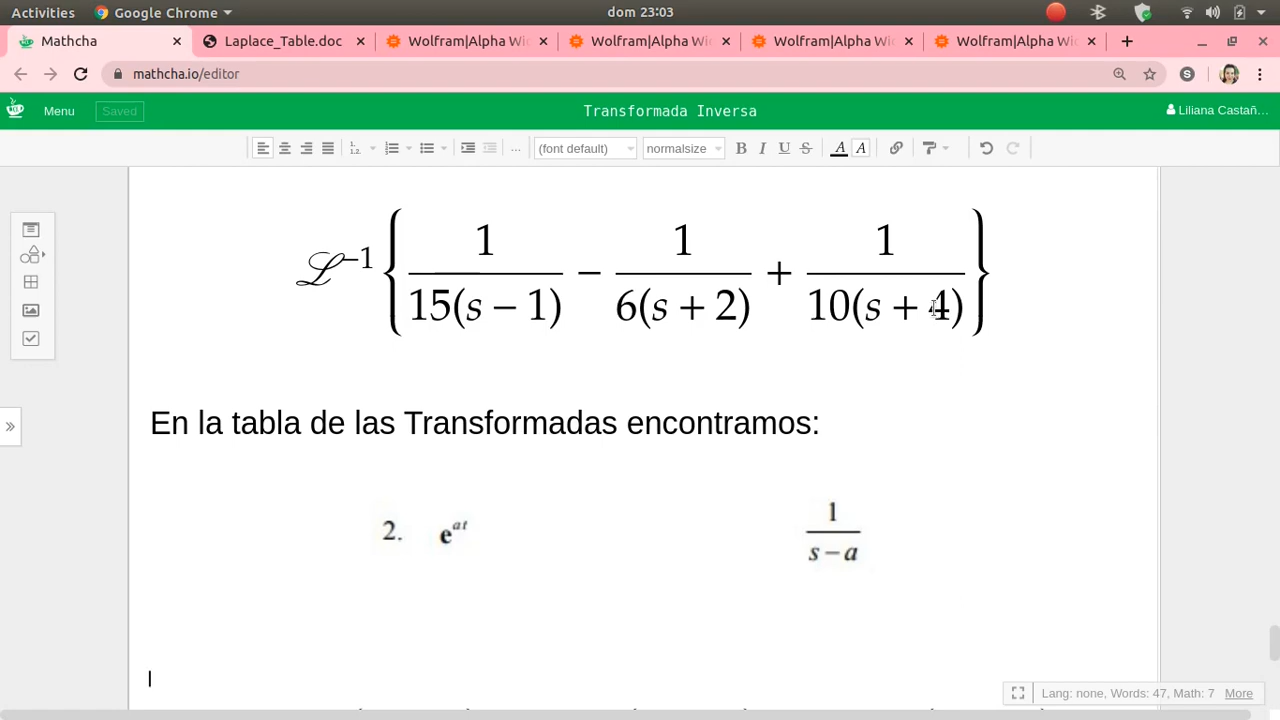 Activities Google Chrome dom 23:03
Mathcha Laplace_Table.doc Wolfram|Alpha Wi Wolfram|Alpha Wi Wolfram|Alpha Wi Wolfram|Alpha Wi
mathcha.io/editor S
Menu Saved Transformada Inversa Liliana Castañ...
1.2. ... (font default) normalsize B I U S A A
ℒ⁻¹ { 1/15(s − 1) − 1/6(s + 2) + 1/10(s + 4) }
En la tabla de las Transformadas encontramos:
2. e^{at} 1/s − a
Lang: none, Words: 47, Math: 7 More